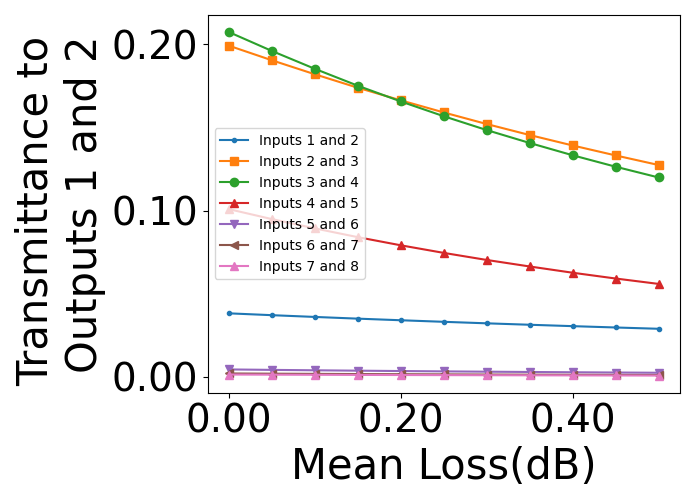 Transmittance to
Outputs 1 and 2
0.20
0.10
0.00
Inputs 1 and 2
Inputs 2 and 3
Inputs 3 and 4
Inputs 4 and 5
Inputs 5 and 6
Inputs 6 and 7
Inputs 7 and 8
0.00 0.20 0.40
Mean Loss(dB)